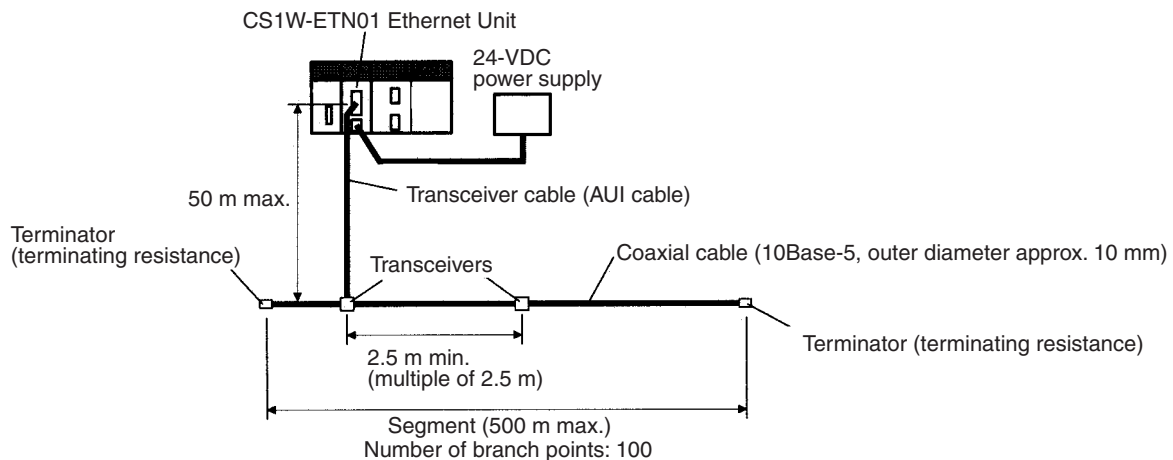 CS1W-ETN01 Ethernet Unit
24-VDC
power supply
50 m max.
Transceiver cable (AUI cable)
Terminator
(terminating resistance)
Transceivers
Coaxial cable (10Base-5, outer diameter approx. 10 mm)
2.5 m min.
(multiple of 2.5 m)
Terminator (terminating resistance)
Segment (500 m max.)
Number of branch points: 100